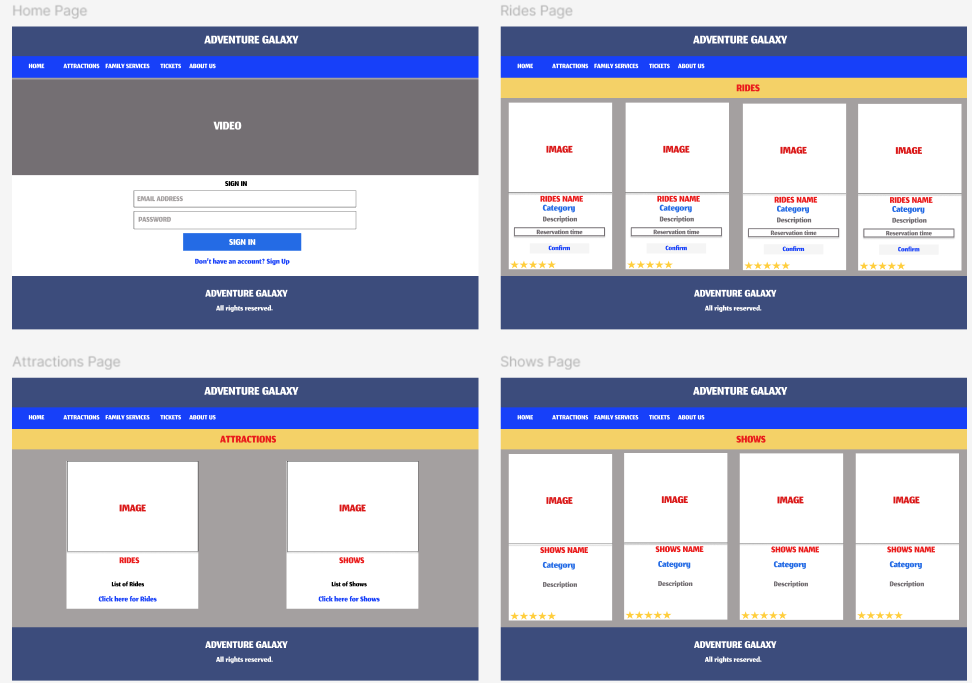 Home Page
ADVENTURE GALAXY
HOME ATTRACTIONS FAMILY SERVICES TICKETS ABOUT US
VIDEO
SIGN IN
EMAIL ADDRESS
PASSWORD
SIGN IN
Don't have an account? Sign Up
ADVENTURE GALAXY
All rights reserved.
Rides Page
ADVENTURE GALAXY
HOME ATTRACTIONS FAMILY SERVICES TICKETS ABOUT US
RIDES
IMAGE IMAGE IMAGE IMAGE
RIDES NAME RIDES NAME RIDES NAME RIDES NAME
Category Category Category Category
Description Description Description Description
Reservation time Reservation time Reservation time Reservation time
Confirm Confirm Confirm Confirm
ADVENTURE GALAXY
All rights reserved.
Attractions Page
ADVENTURE GALAXY
HOME ATTRACTIONS FAMILY SERVICES TICKETS ABOUT US
ATTRACTIONS
IMAGE IMAGE
RIDES SHOWS
List of Rides List of Shows
Click here for Rides Click here for Shows
ADVENTURE GALAXY
All rights reserved.
Shows Page
ADVENTURE GALAXY
HOME ATTRACTIONS FAMILY SERVICES TICKETS ABOUT US
SHOWS
IMAGE IMAGE IMAGE IMAGE
SHOWS NAME SHOWS NAME SHOWS NAME SHOWS NAME
Category Category Category Category
Description Description Description Description
ADVENTURE GALAXY
All rights reserved.